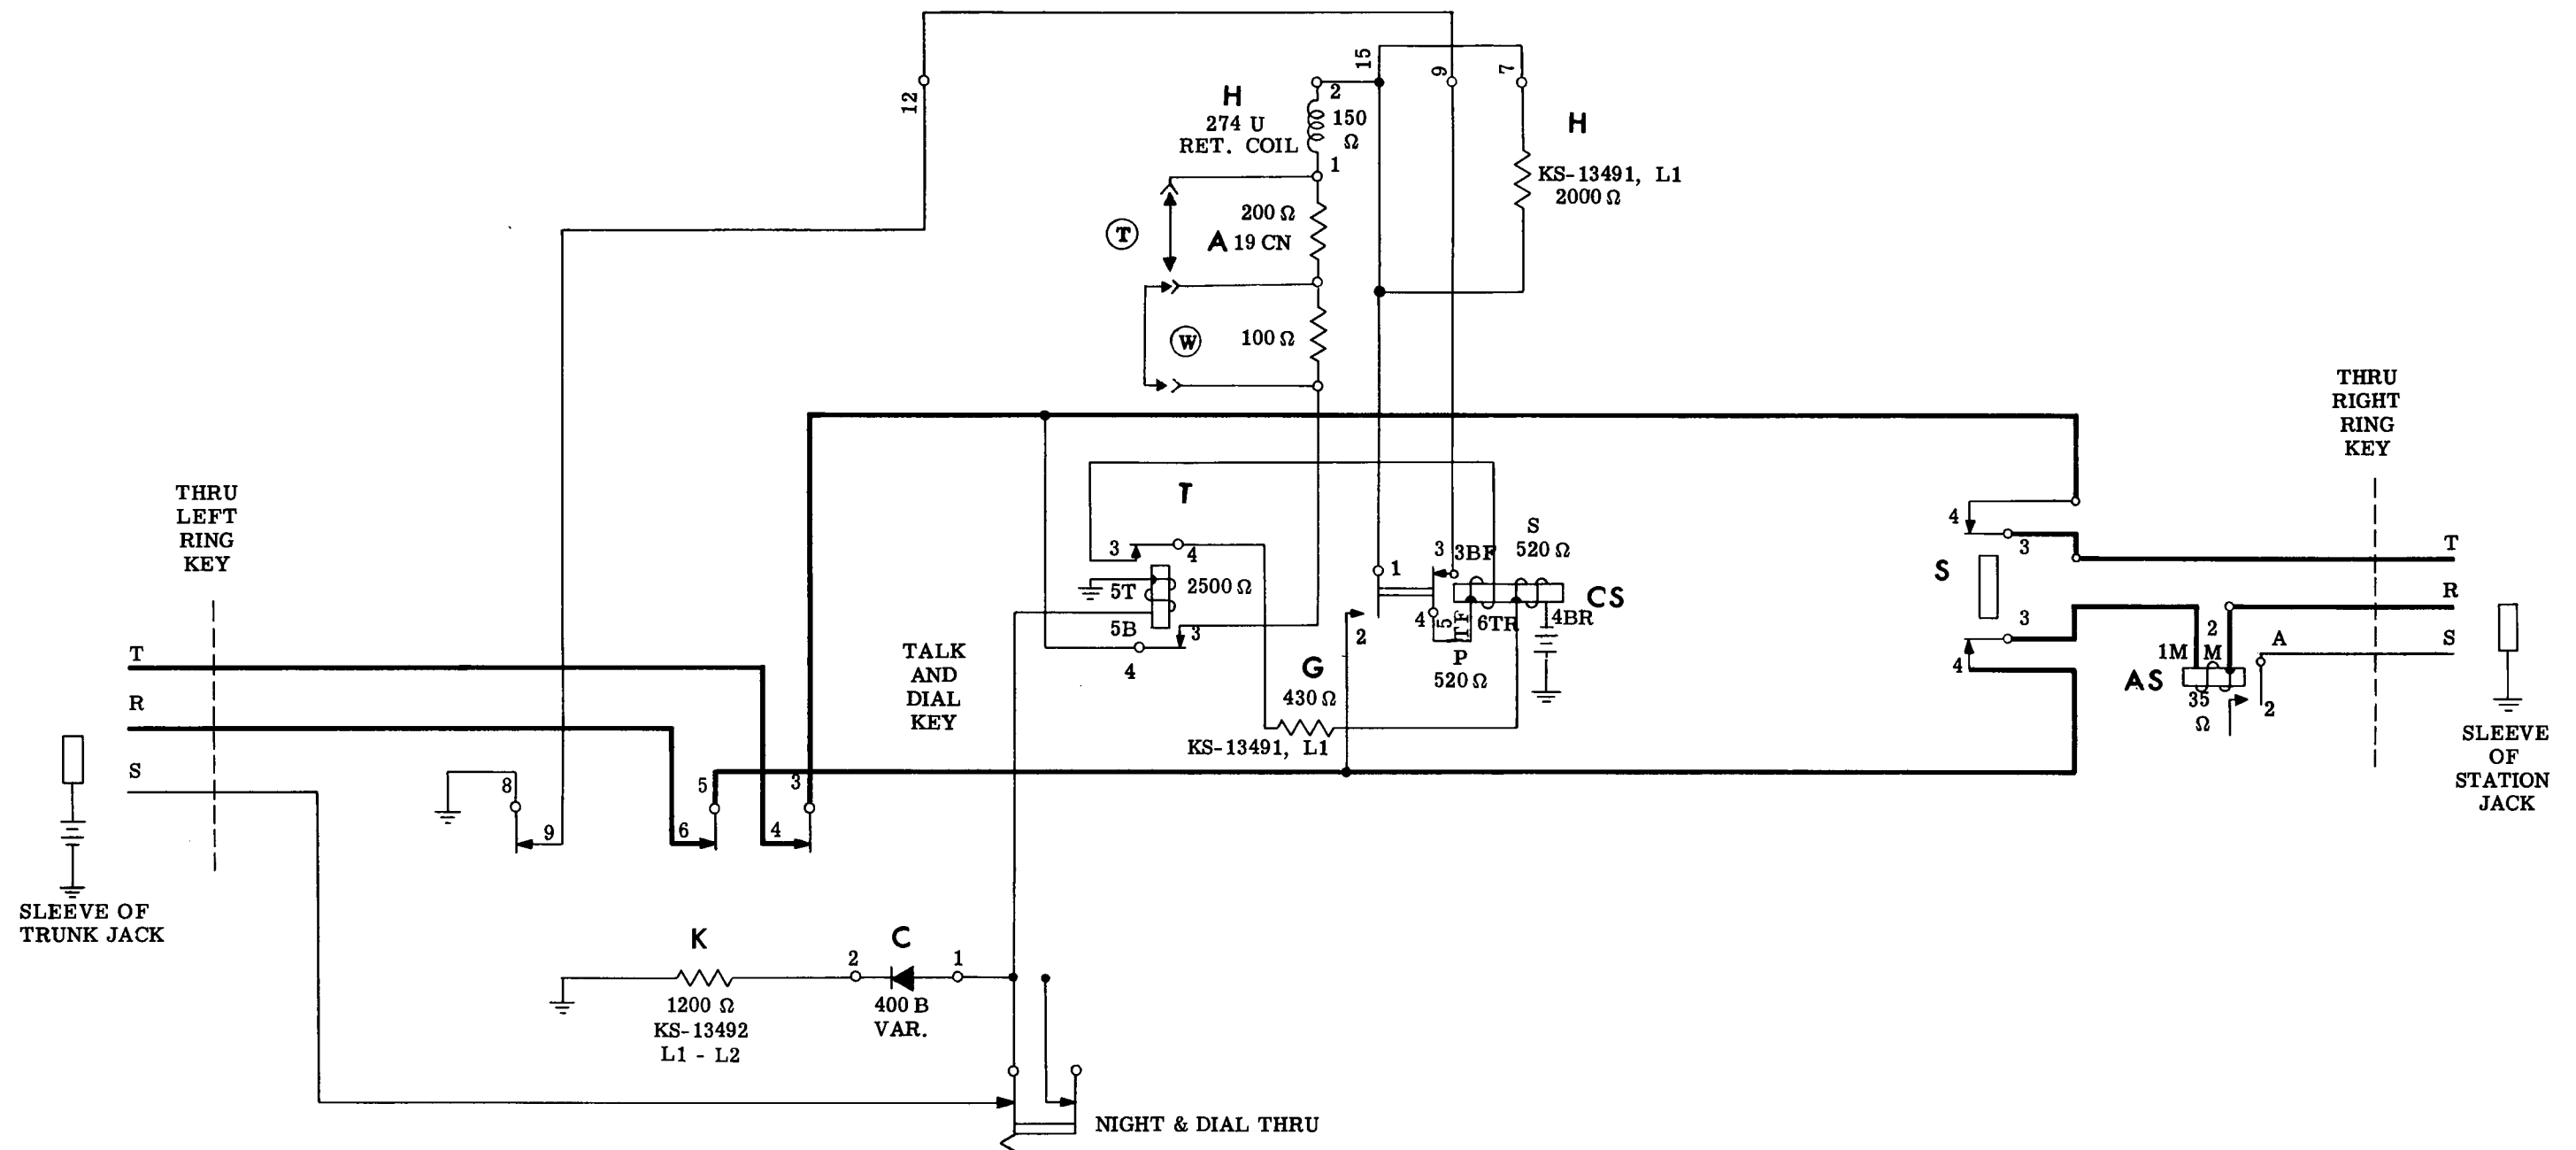 15
9
7
12
H
274 U
RET. COIL
2
150
Ω
1
H
KS-13491, L1
2000 Ω
T
200 Ω
A 19 CN
W
100 Ω
THRU
RIGHT
RING
KEY
THRU
LEFT
RING
KEY
T
3
4
5T
2500 Ω
5B
3
4
1
2
3
3BF
S
520 Ω
CS
4
5
TF
6TR
4BR
P
520 Ω
G
430 Ω
KS-13491, L1
4
3
S
3
4
T
R
S
2
1M M
A
AS
35
Ω
2
SLEEVE
OF
STATION
JACK
T
R
S
TALK
AND
DIAL
KEY
8
9
5
6
3
4
SLEEVE OF
TRUNK JACK
K
1200 Ω
KS-13492
L1 - L2
2
C
1
400 B
VAR.
NIGHT & DIAL THRU